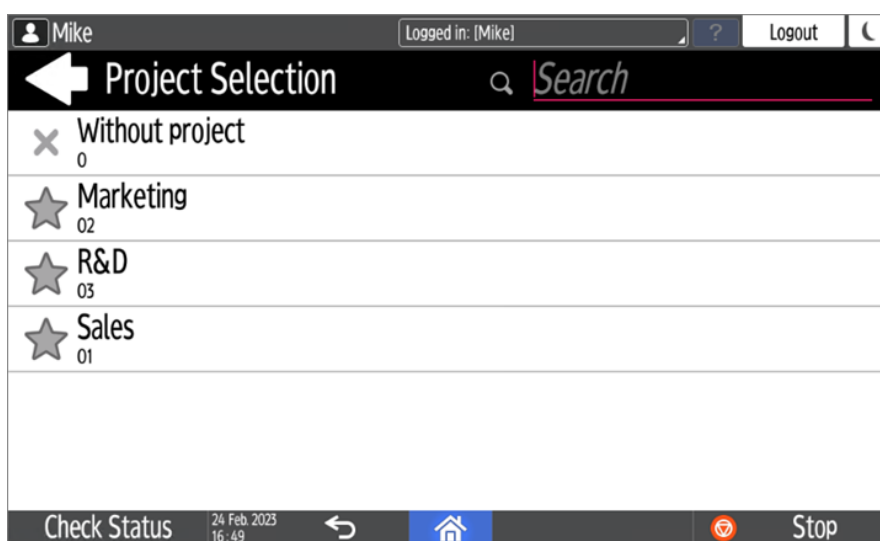 Mike Logged in: [Mike] ? Logout
Project Selection Search
Without project
0
Marketing
02
R&D
03
Sales
01
Check Status 24 Feb. 2023 Stop
16:49